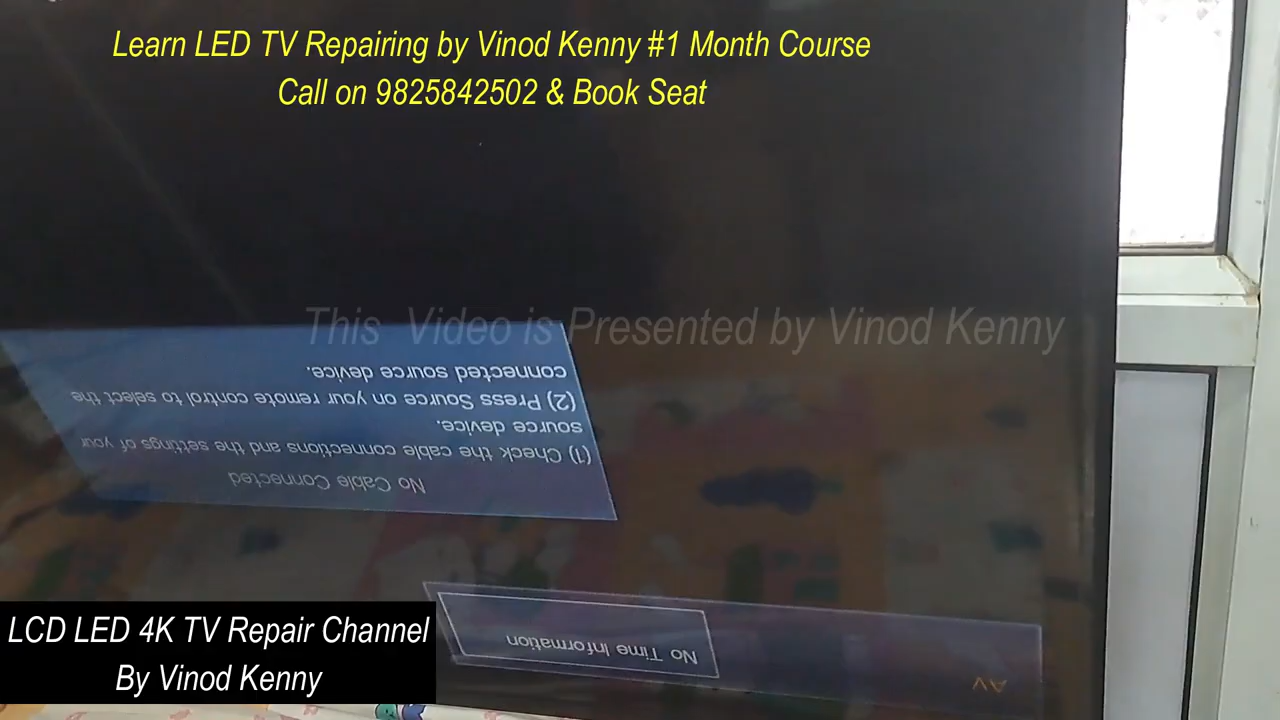 Learn LED TV Repairing by Vinod Kenny #1 Month Course
Call on 9825842502 & Book Seat
This Video is Presented by Vinod Kenny
No Cable Connected
(1) Check the cable connections and the settings of your
source device.
(2) Press Source on your remote control to select the
connected source device.
AV
No Time Information
LCD LED 4K TV Repair Channel
By Vinod Kenny